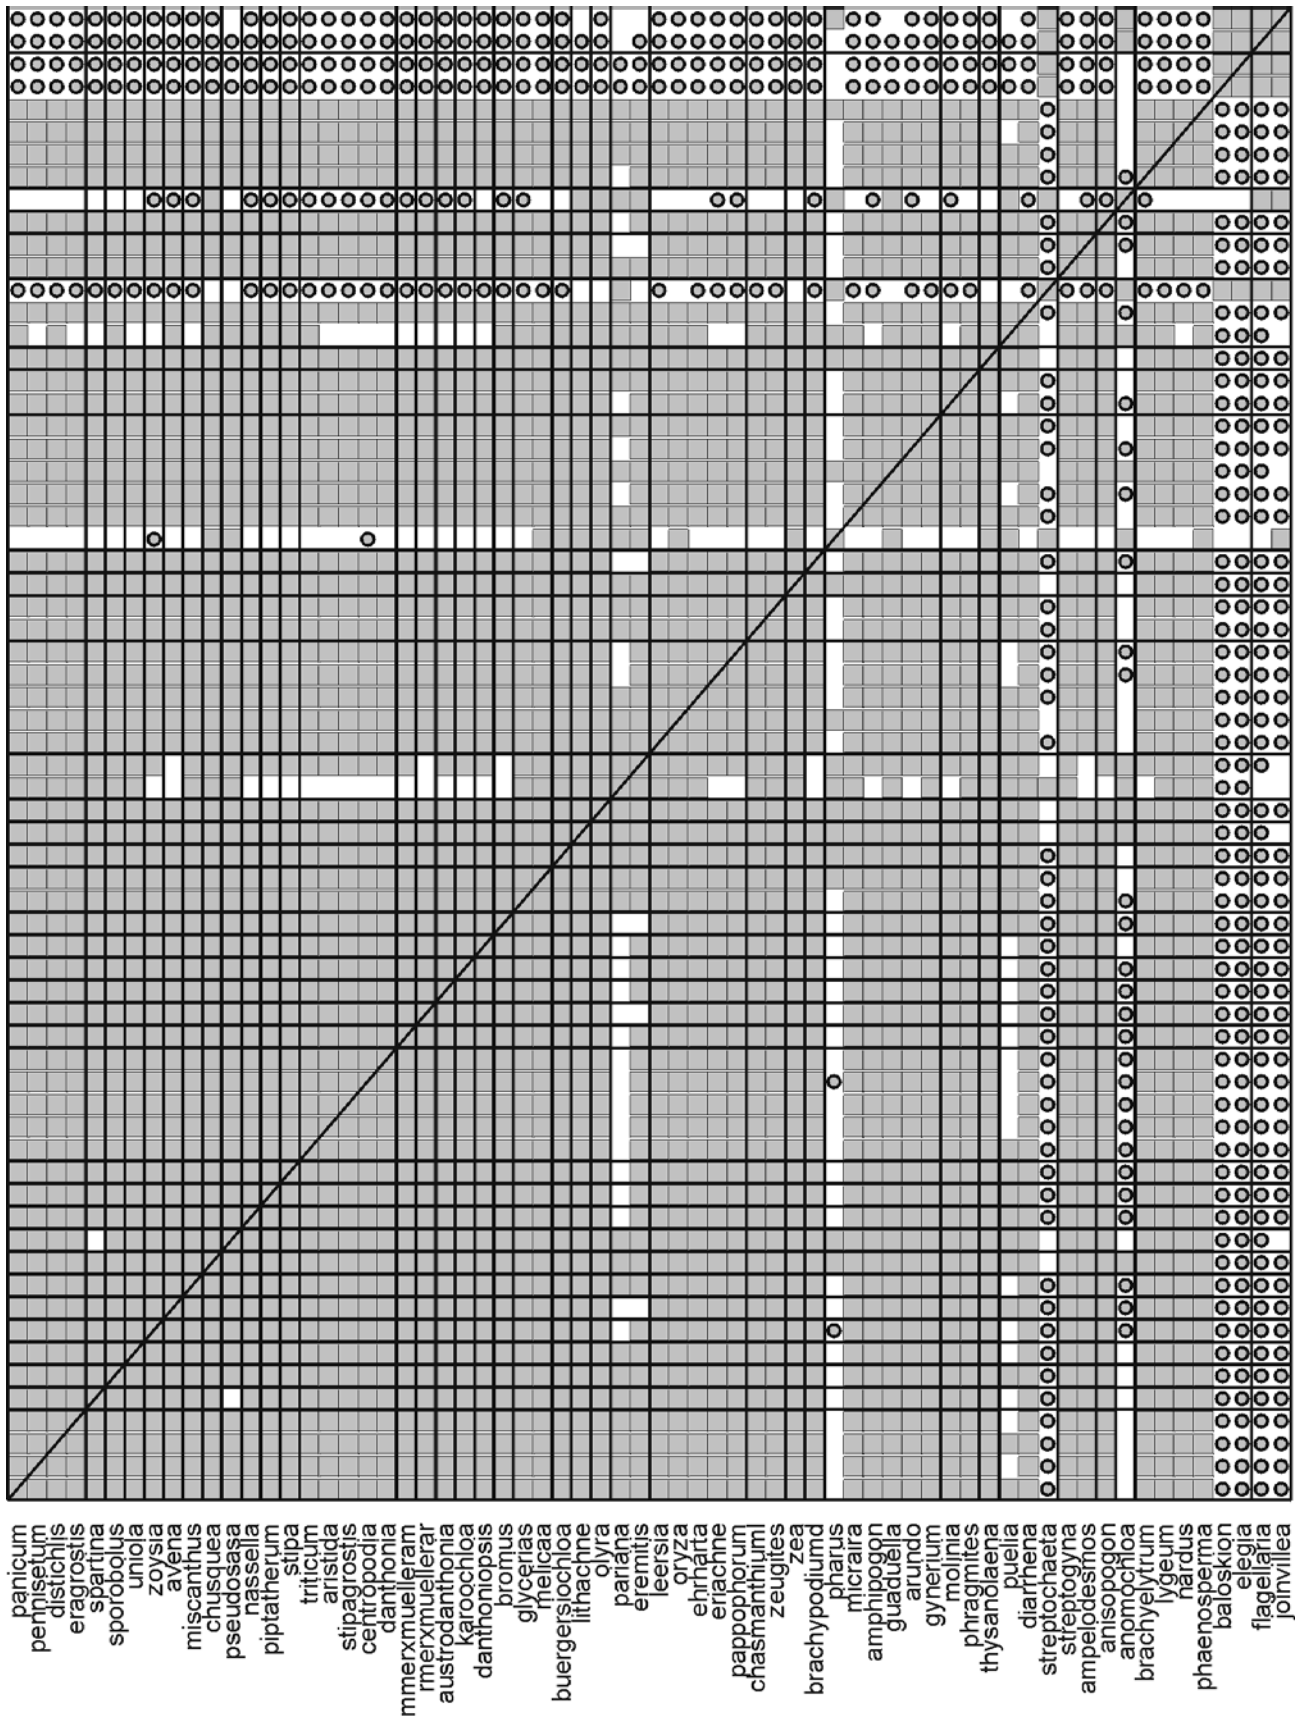 panicum
pennisetum
distichlis
eragrostis
spartina
sporobolus
uniola
zoysia
avena
miscanthus
chusquea
pseudosasa
nassella
piptatherum
stipa
triticum
aristida
stipagrostis
centropodia
danthonia
mmerxmuelleram
rmerxmuellerar
austrodanthonia
karoochloa
danthoniopsis
bromus
glycerias
melicaa
buergersiochloa
lithachne
olyra
pariana
eremitis
leersia
oryza
ehrharta
eriachne
pappophorum
chasmanthiuml
zeugites
zea
brachypodiumd
pharus
micraira
amphipogon
guaduella
arundo
gynerium
molinia
phragmites
thysanolaena
puelia
diarrhena
streptochaeta
streptogyna
ampelodesmos
anisopogon
anomochloa
brachyelytrum
lygeum
nardus
phaenosperma
baloskion
elegia
flagellaria
joinvillea